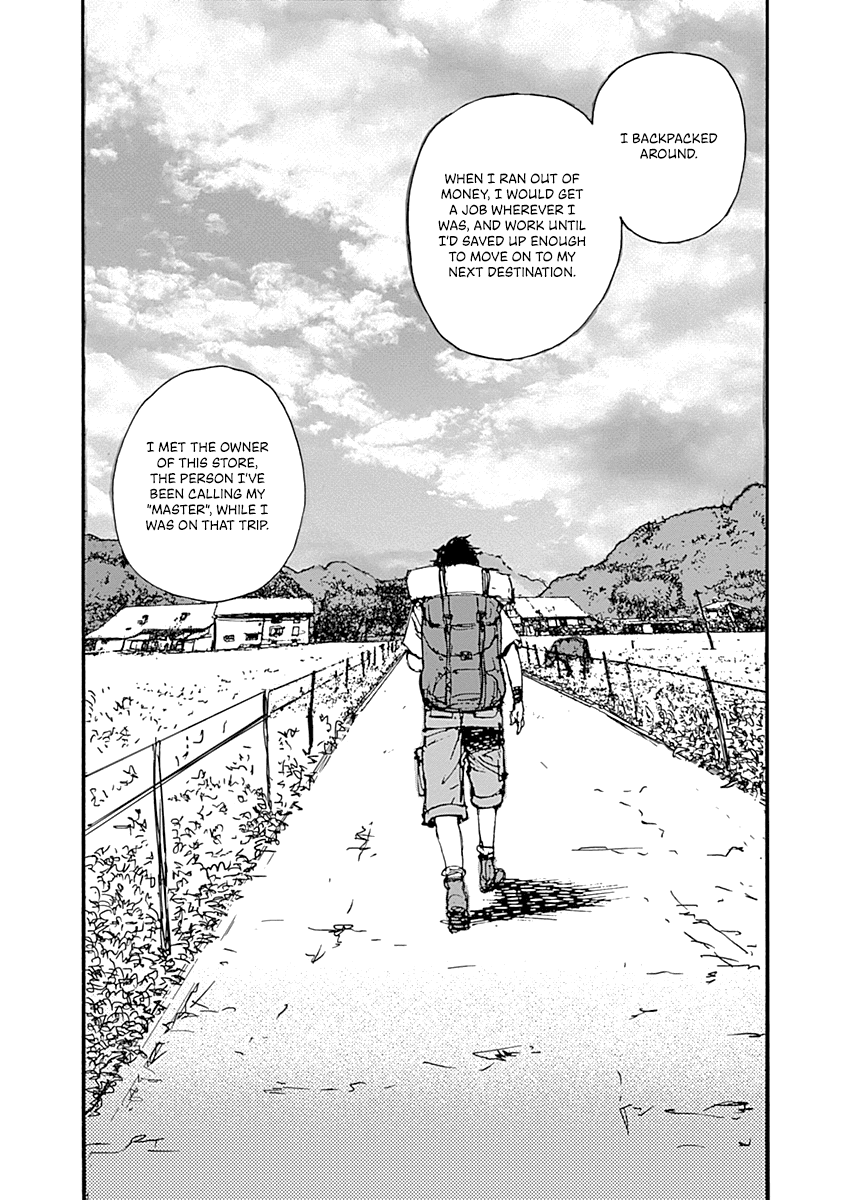 I BACKPACKED
AROUND.
WHEN I RAN OUT OF
MONEY, I WOULD GET
A JOB WHEREVER I
WAS, AND WORK UNTIL
I'D SAVED UP ENOUGH
TO MOVE ON TO MY
NEXT DESTINATION.
I MET THE OWNER
OF THIS STORE,
THE PERSON I'VE
BEEN CALLING MY
"MASTER", WHILE I
WAS ON THAT TRIP.